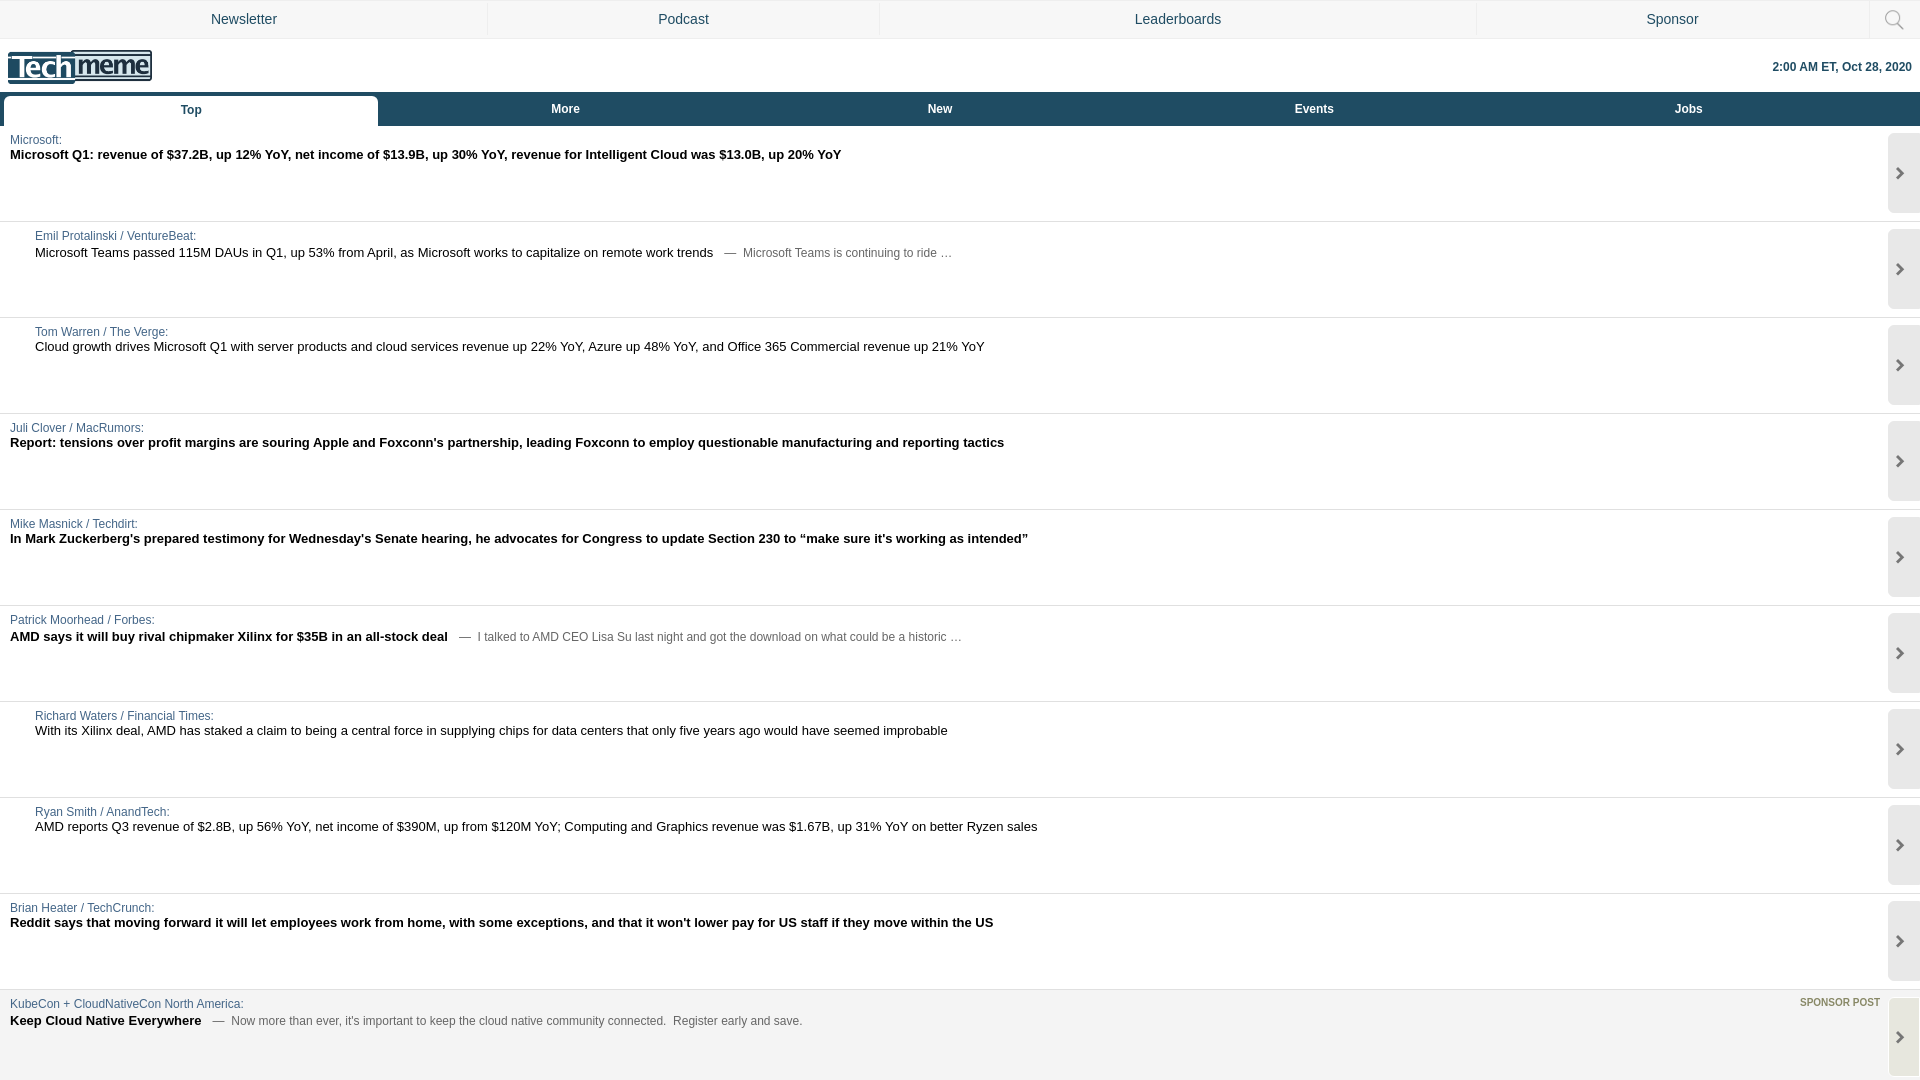 Newsletter
Podcast
Leaderboards
Sponsor
Techmeme
2:00 AM ET, Oct 28, 2020
Top
More
New
Events
Jobs
Microsoft:
Microsoft Q1: revenue of $37.2B, up 12% YoY, net income of $13.9B, up 30% YoY, revenue for Intelligent Cloud was $13.0B, up 20% YoY
Emil Protalinski / VentureBeat:
Microsoft Teams passed 115M DAUs in Q1, up 53% from April, as Microsoft works to capitalize on remote work trends — Microsoft Teams is continuing to ride …
Tom Warren / The Verge:
Cloud growth drives Microsoft Q1 with server products and cloud services revenue up 22% YoY, Azure up 48% YoY, and Office 365 Commercial revenue up 21% YoY
Juli Clover / MacRumors:
Report: tensions over profit margins are souring Apple and Foxconn's partnership, leading Foxconn to employ questionable manufacturing and reporting tactics
Mike Masnick / Techdirt:
In Mark Zuckerberg's prepared testimony for Wednesday's Senate hearing, he advocates for Congress to update Section 230 to “make sure it's working as intended”
Patrick Moorhead / Forbes:
AMD says it will buy rival chipmaker Xilinx for $35B in an all-stock deal — I talked to AMD CEO Lisa Su last night and got the download on what could be a historic …
Richard Waters / Financial Times:
With its Xilinx deal, AMD has staked a claim to being a central force in supplying chips for data centers that only five years ago would have seemed improbable
Ryan Smith / AnandTech:
AMD reports Q3 revenue of $2.8B, up 56% YoY, net income of $390M, up from $120M YoY; Computing and Graphics revenue was $1.67B, up 31% YoY on better Ryzen sales
Brian Heater / TechCrunch:
Reddit says that moving forward it will let employees work from home, with some exceptions, and that it won't lower pay for US staff if they move within the US
KubeCon + CloudNativeCon North America:
SPONSOR POST
Keep Cloud Native Everywhere — Now more than ever, it's important to keep the cloud native community connected. Register early and save.